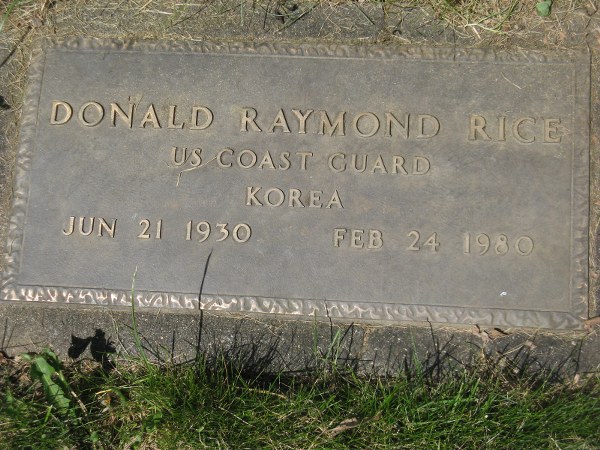 DONALD RAYMOND RICE
US COAST GUARD
KOREA
JUN 21 1930 FEB 24 1980